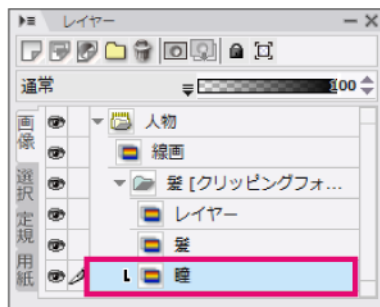 レイヤー
通常
100
画像
選択
定規
用紙
人物
線画
髪 [クリッピングフォ...
レイヤー
髪
瞳